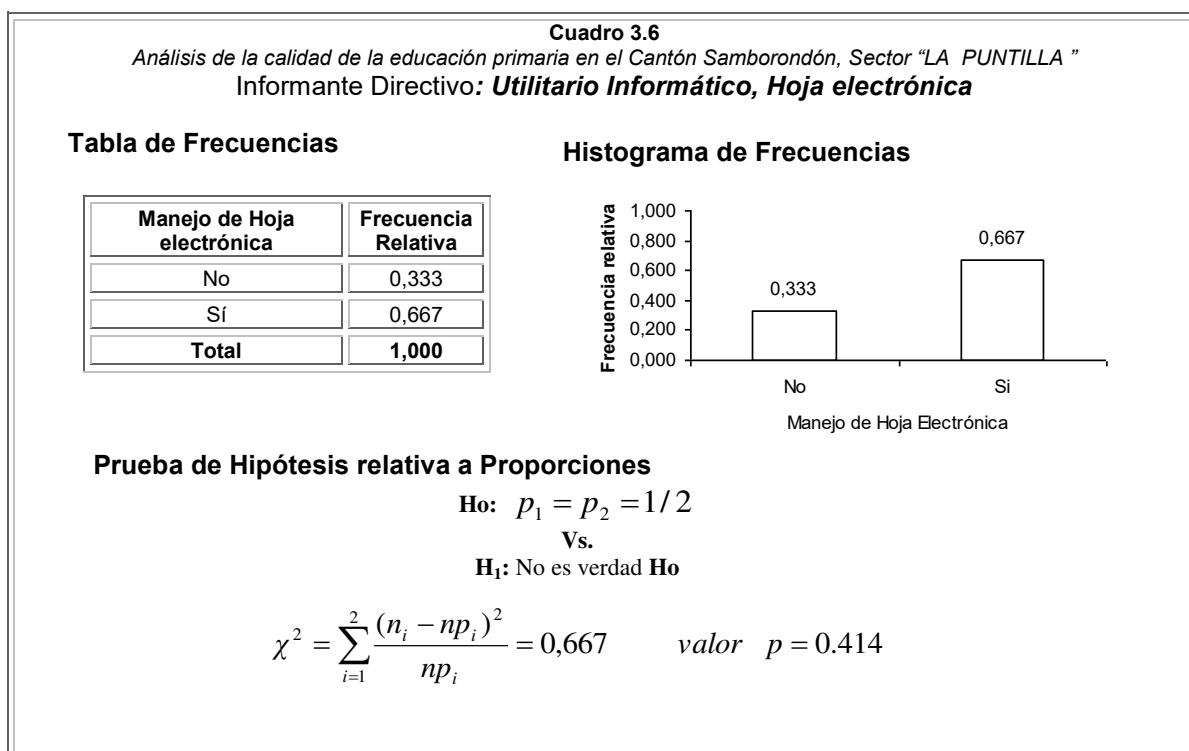 Cuadro 3.6
Análisis de la calidad de la educación primaria en el Cantón Samborondón, Sector “LA PUNTILLA ”
Informante Directivo: Utilitario Informático, Hoja electrónica
Tabla de Frecuencias
Manejo de Hoja electrónica Frecuencia Relativa
No 0,333
Sí 0,667
Total 1,000
Histograma de Frecuencias
Frecuencia relativa
1,000
0,800
0,600
0,400
0,200
0,000
0,333
0,667
No Si
Manejo de Hoja Electrónica
Prueba de Hipótesis relativa a Proporciones
Ho: p₁ = p₂ = 1/ 2
Vs.
H₁: No es verdad Ho
χ² = ∑_{i=1}^{2} (nᵢ − npᵢ)² / npᵢ = 0,667 valor p = 0.414